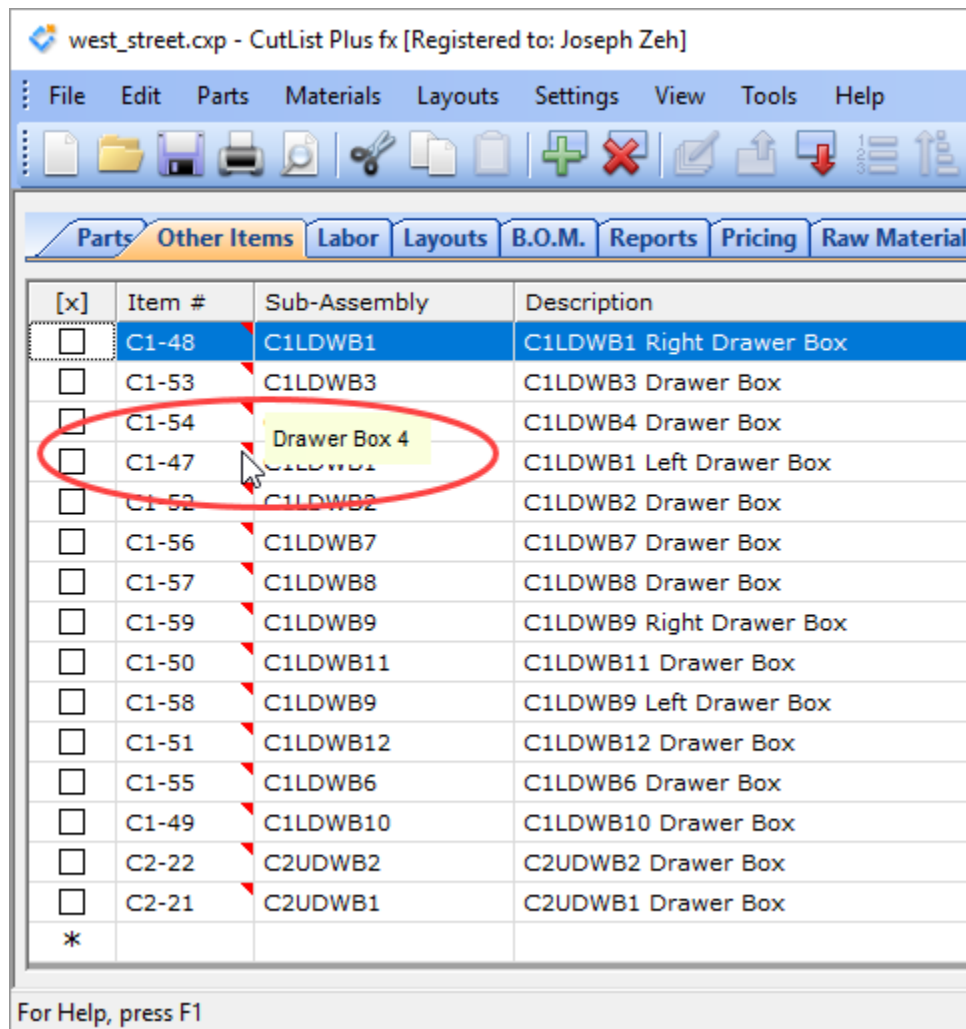 west_street.cxp - CutList Plus fx [Registered to: Joseph Zeh]
File Edit Parts Materials Layouts Settings View Tools Help
Parts Other Items Labor Layouts B.O.M. Reports Pricing Raw Material
[x] Item # Sub-Assembly Description
C1-48 C1LDWB1 C1LDWB1 Right Drawer Box
C1-53 C1LDWB3 C1LDWB3 Drawer Box
C1-54 C1LDWB4 Drawer Box
Drawer Box 4
C1-47 C1LDWB1 C1LDWB1 Left Drawer Box
C1-52 C1LDWB2 C1LDWB2 Drawer Box
C1-56 C1LDWB7 C1LDWB7 Drawer Box
C1-57 C1LDWB8 C1LDWB8 Drawer Box
C1-59 C1LDWB9 C1LDWB9 Right Drawer Box
C1-50 C1LDWB11 C1LDWB11 Drawer Box
C1-58 C1LDWB9 C1LDWB9 Left Drawer Box
C1-51 C1LDWB12 C1LDWB12 Drawer Box
C1-55 C1LDWB6 C1LDWB6 Drawer Box
C1-49 C1LDWB10 C1LDWB10 Drawer Box
C2-22 C2UDWB2 C2UDWB2 Drawer Box
C2-21 C2UDWB1 C2UDWB1 Drawer Box
*
For Help, press F1